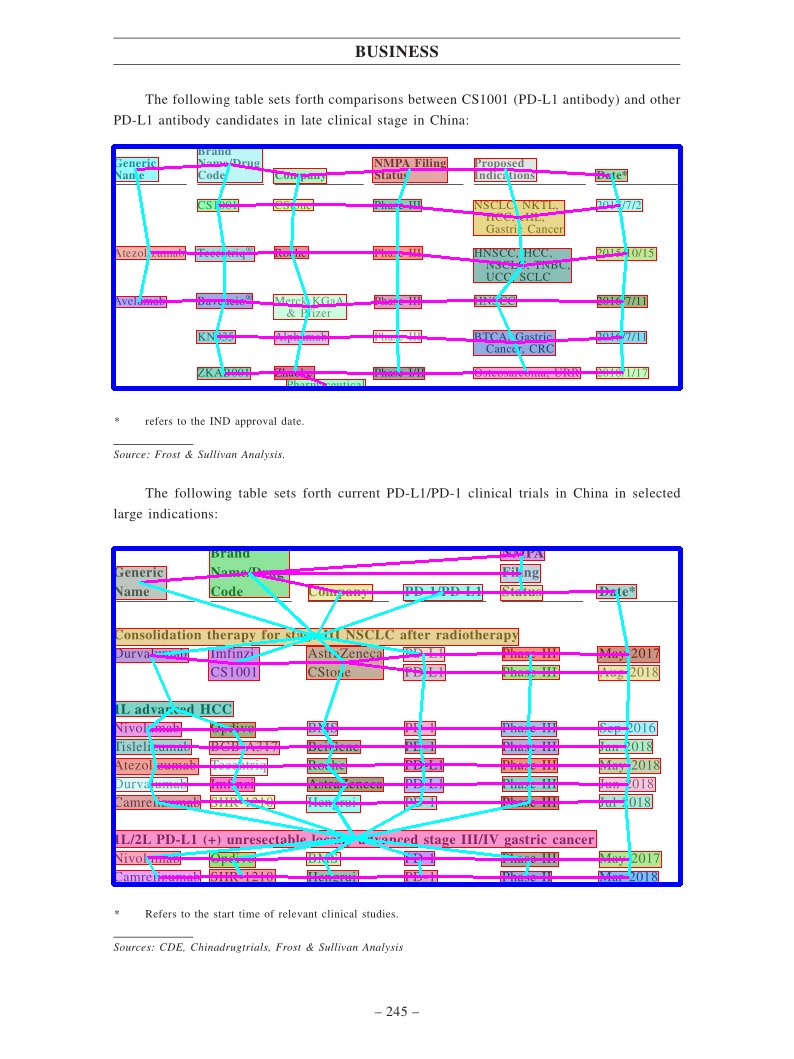 BUSINESS
The following table sets forth comparisons between CS1001 (PD-L1 antibody) and other
PD-L1 antibody candidates in late clinical stage in China:
Generic Name Brand Name/Drug Code Company NMPA Filing Status Proposed Indications Date*
CS1001 CStone Phase III NSCLC, NKTL, 2017/7/2
HCC, cHL,
Gastric Cancer
Atezolizumab Tecentriq® Roche Phase III HNSCC, HCC, 2015/10/15
NSCLC, TNBC,
UCC, SCLC
Avelumab Bavencio® Merck KGaA Phase III HNSCC 2016/7/11
& Pfizer
KN035 Alphamab Phase III BTCA, Gastric 2016/7/11
Cancer, CRC
ZKAB001 Zhaoke Phase I/II Osteosarcoma, URR 2018/1/17
Pharmaceutical
* refers to the IND approval date.
Source: Frost & Sullivan Analysis.
The following table sets forth current PD-L1/PD-1 clinical trials in China in selected
large indications:
Generic Name Brand Name/Drug Code Company PD-1/PD-L1 NMPA Filing Status Date*
Consolidation therapy for stage III NSCLC after radiotherapy
Durvalumab Imfinzi AstraZeneca PD-L1 Phase III May 2017
CS1001 CStone PD-L1 Phase III Aug 2018
1L advanced HCC
Nivolumab Opdivo BMS PD-1 Phase III Sep 2016
Tislelizumab BGB-A317 BeiGene PD-1 Phase III Jan 2018
Atezolizumab Tecentriq Roche PD-L1 Phase III May 2018
Durvalumab Imfinzi AstraZeneca PD-L1 Phase III Jun 2018
Camrelizumab SHR-1210 Hengrui PD-1 Phase III Jul 2018
1L/2L PD-L1 (+) unresectable locally advanced stage III/IV gastric cancer
Nivolumab Opdivo BMS PD-1 Phase III May 2017
Camrelizumab SHR-1210 Hengrui PD-1 Phase II Mar 2018
* Refers to the start time of relevant clinical studies.
Sources: CDE, Chinadrugtrials, Frost & Sullivan Analysis
– 245 –